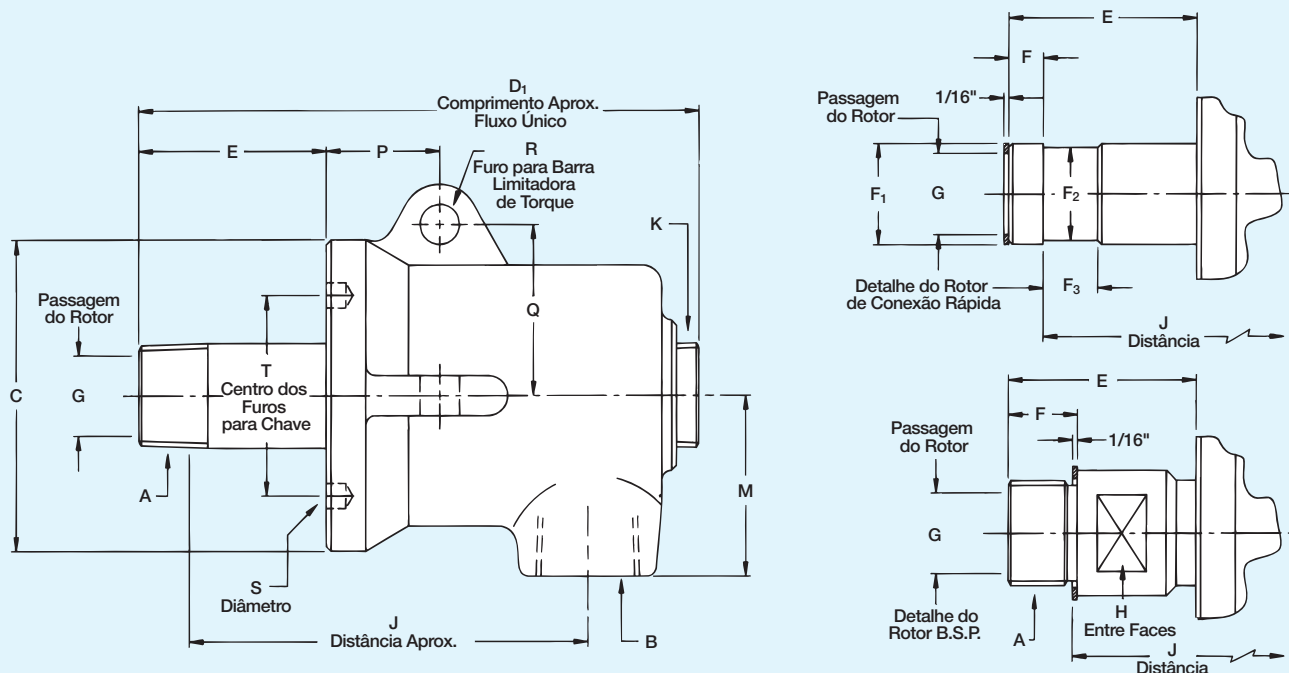 D₁
Comprimento Aprox.
Fluxo Único
E
P
R
Furo para Barra
Limitadora
de Torque
K
Passagem
do Rotor
C
G
T
Centro dos
Furos
para Chave
Q
M
A
S
Diâmetro
J
Distância Aprox.
B
E
F
1/16"
Passagem
do Rotor
F₁
G
F₂
Detalhe do Rotor
de Conexão Rápida
F₃
J
Distância
E
F
1/16"
Passagem
do Rotor
G
Detalhe do
Rotor B.S.P.
A
H
Entre Faces
J
Distância